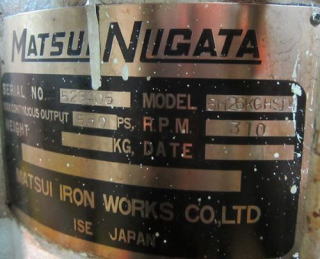 MATSUI NIIGATA
SERIAL NO MODEL
CONTINUOUS OUTPUT PS. R.P.M. 310
WEIGHT KG. DATE
MATSUI IRON WORKS CO.,LTD
ISE JAPAN